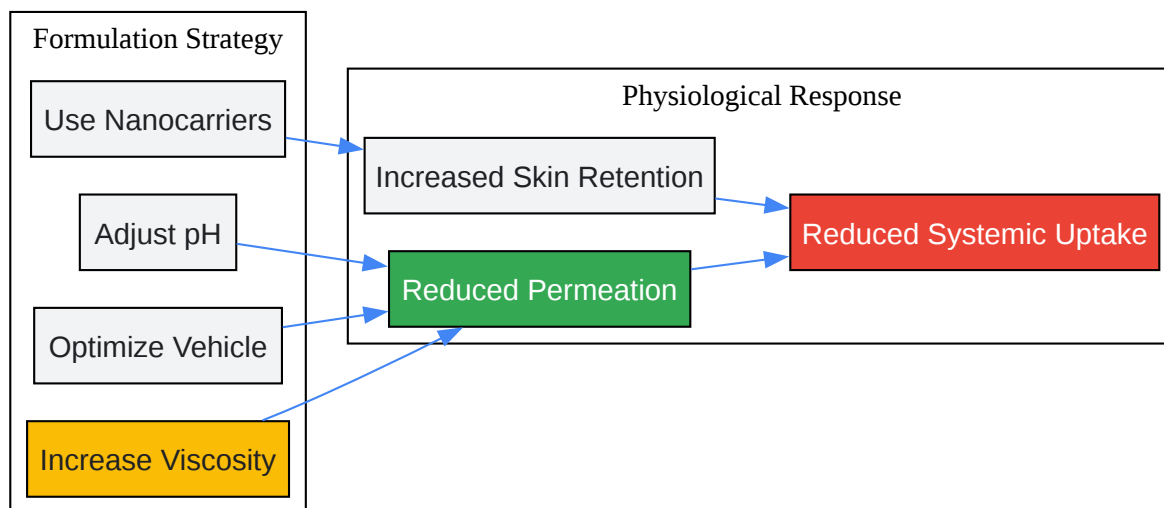 Formulation Strategy
Use Nanocarriers
Adjust pH
Optimize Vehicle
Increase Viscosity
Physiological Response
Increased Skin Retention
Reduced Permeation
Reduced Systemic Uptake